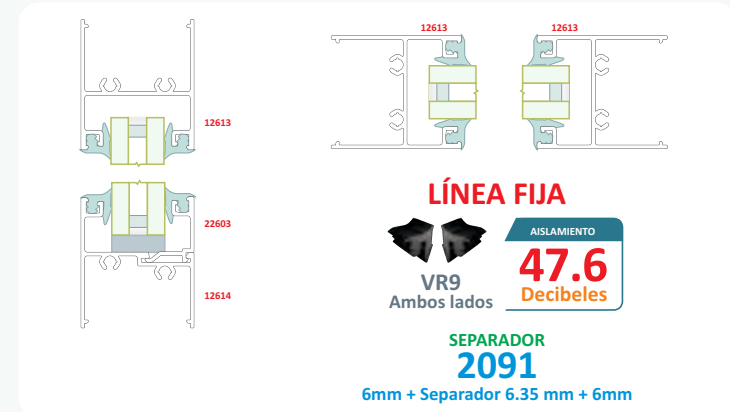 12613
22603
12614
12613
12613
LÍNEA FIJA
VR9
Ambos lados
AISLAMIENTO
47.6
Decibeles
SEPARADOR
2091
6mm + Separador 6.35 mm + 6mm